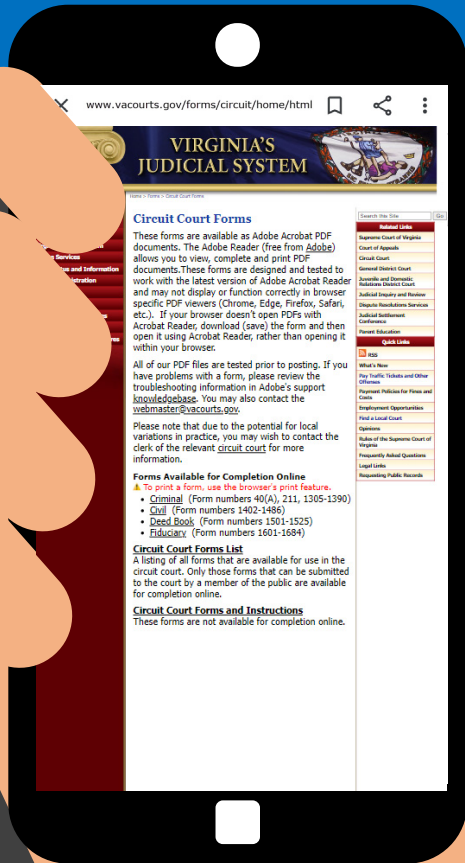 www.vacourts.gov/forms/circuit/home/html
VIRGINIA'S
JUDICIAL SYSTEM
Home > Forms > Circuit Court Forms
Services
and Information
Circuit Court Forms
These forms are available as Adobe Acrobat PDF
documents. The Adobe Reader (free from Adobe)
allows you to view, complete and print PDF
documents.These forms are designed and tested to
work with the latest version of Adobe Acrobat Reader
and may not display or function correctly in browser
specific PDF viewers (Chrome, Edge, Firefox, Safari,
etc.). If your browser doesn't open PDFs with
Acrobat Reader, download (save) the form and then
open it using Acrobat Reader, rather than opening it
within your browser.
All of our PDF files are tested prior to posting. If you
have problems with a form, please review the
troubleshooting information in Adobe's support
knowledgebase. You may also contact the
webmaster@vacourts.gov.
Please note that due to the potential for local
variations in practice, you may wish to contact the
clerk of the relevant circuit court for more
information.
Forms Available for Completion Online
To print a form, use the browser's print feature.
• Criminal (Form numbers 40(A), 211, 1305-1390)
• Civil (Form numbers 1402-1486)
• Deed Book (Form numbers 1501-1525)
• Fiduciary (Form numbers 1601-1684)
Circuit Court Forms List
A listing of all forms that are available for use in the
circuit court. Only those forms that can be submitted
to the court by a member of the public are available
for completion online.
Circuit Court Forms and Instructions
These forms are not available for completion online.
Search this Site
Go
Related Links
Supreme Court of Virginia
Court of Appeals
Circuit Court
General District Court
Juvenile and Domestic
Relations District Court
Judicial Inquiry and Review
Dispute Resolutions Services
Judicial Settlement
Conference
Parent Education
Quick Links
RSS
What's New
Pay Traffic Tickets and Other
Offenses
Payment Policies for Fines and
Costs
Employment Opportunities
Find a Local Court
Opinions
Rules of the Supreme Court of
Virginia
Frequently Asked Questions
Legal Links
Requesting Public Records